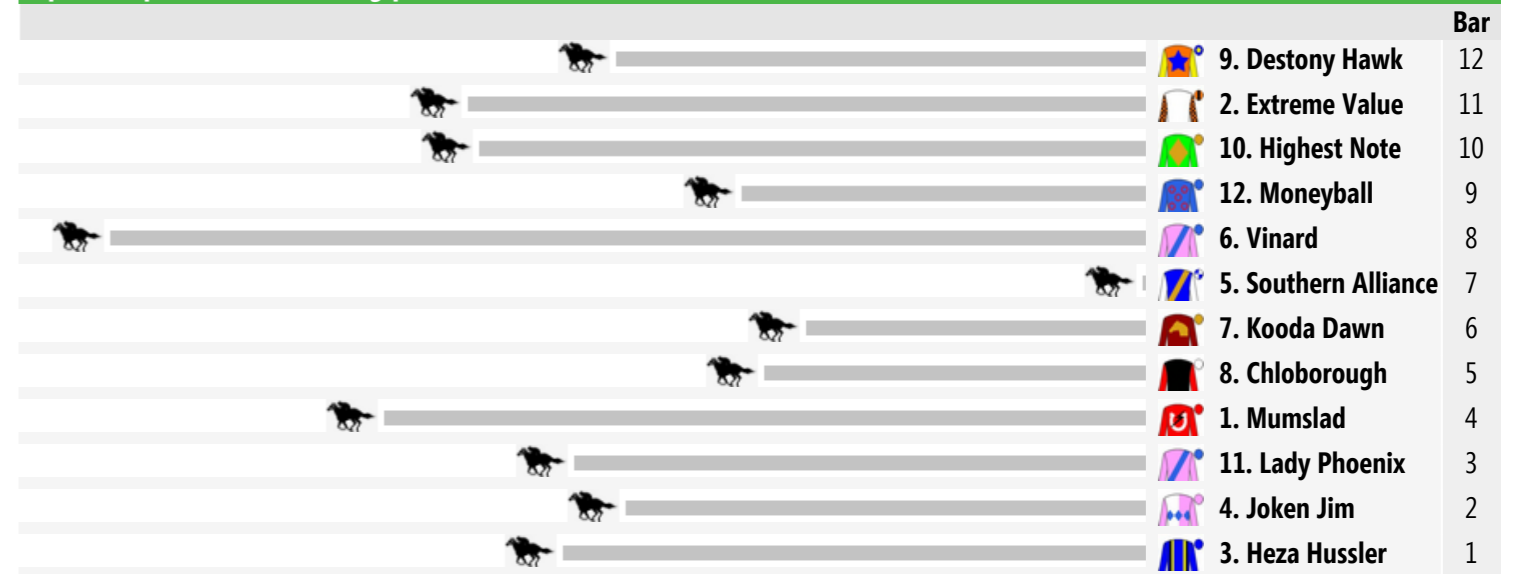 Bar
9. Destony Hawk 12
2. Extreme Value 11
10. Highest Note 10
12. Moneyball 9
6. Vinard 8
5. Southern Alliance 7
7. Kooda Dawn 6
8. Chloborough 5
1. Mumslad 4
11. Lady Phoenix 3
4. Joken Jim 2
3. Heza Hussler 1